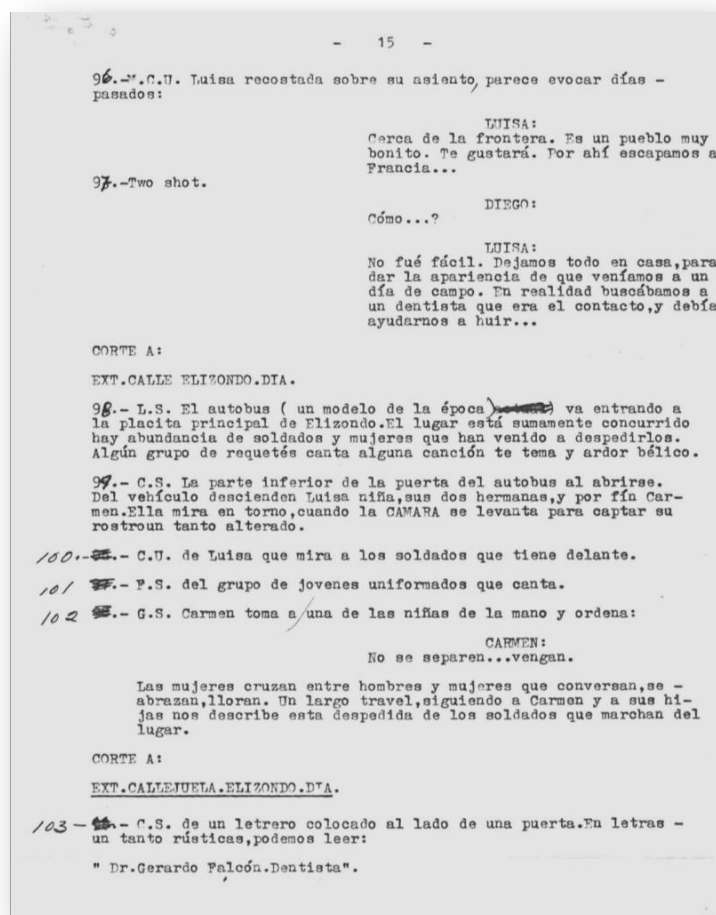 - 15 -
96.-M.C.U. Luisa recostada sobre su asiento, parece evocar días -
pasados:
LUISA:
Cerca de la frontera. Es un pueblo muy
bonito. Te gustará. Por ahí escapamos a
Francia...
97.-Two shot.
DIEGO:
Cómo...?
LUISA:
No fué fácil. Dejamos todo en casa,para
dar la apariencia de que veníamos a un
día de campo. En realidad buscábamos a
un dentista que era el contacto,y debía
ayudarnos a huir...
CORTE A:
EXT.CALLE ELIZONDO.DIA.
98.- L.S. El autobus ( un modelo de la época) va entrando a
la placita principal de Elizondo.El lugar está sumamente concurrido
hay abundancia de soldados y mujeres que han venido a despedirlos.
Algún grupo de requetés canta alguna canción te tema y ardor bélico.
99.- C.S. La parte inferior de la puerta del autobus al abrirse.
Del vehículo descienden Luisa niña,sus dos hermanas,y por fín Car-
men.Ella mira en torno,cuando la CAMARA se levanta para captar su
rostroun tanto alterado.
100.- .- C.U. de Luisa que mira a los soldados que tiene delante.
101 .- F.S. del grupo de jovenes uniformados que canta.
102 .- G.S. Carmen toma a una de las niñas de la mano y ordena:
CARMEN:
No se separen...vengan.
Las mujeres cruzan entre hombres y mujeres que conversan,se -
abrazan,lloran. Un largo travel,siguiendo a Carmen y a sus hi-
jas nos describe esta despedida de los soldados que marchan del
lugar.
CORTE A:
EXT.CALLEJUELA.ELIZONDO.DIA.
103 - .- C.S. de un letrero colocado al lado de una puerta.En letras -
un tanto rústicas,podemos leer:
" Dr.Gerardo Falcón.Dentista".